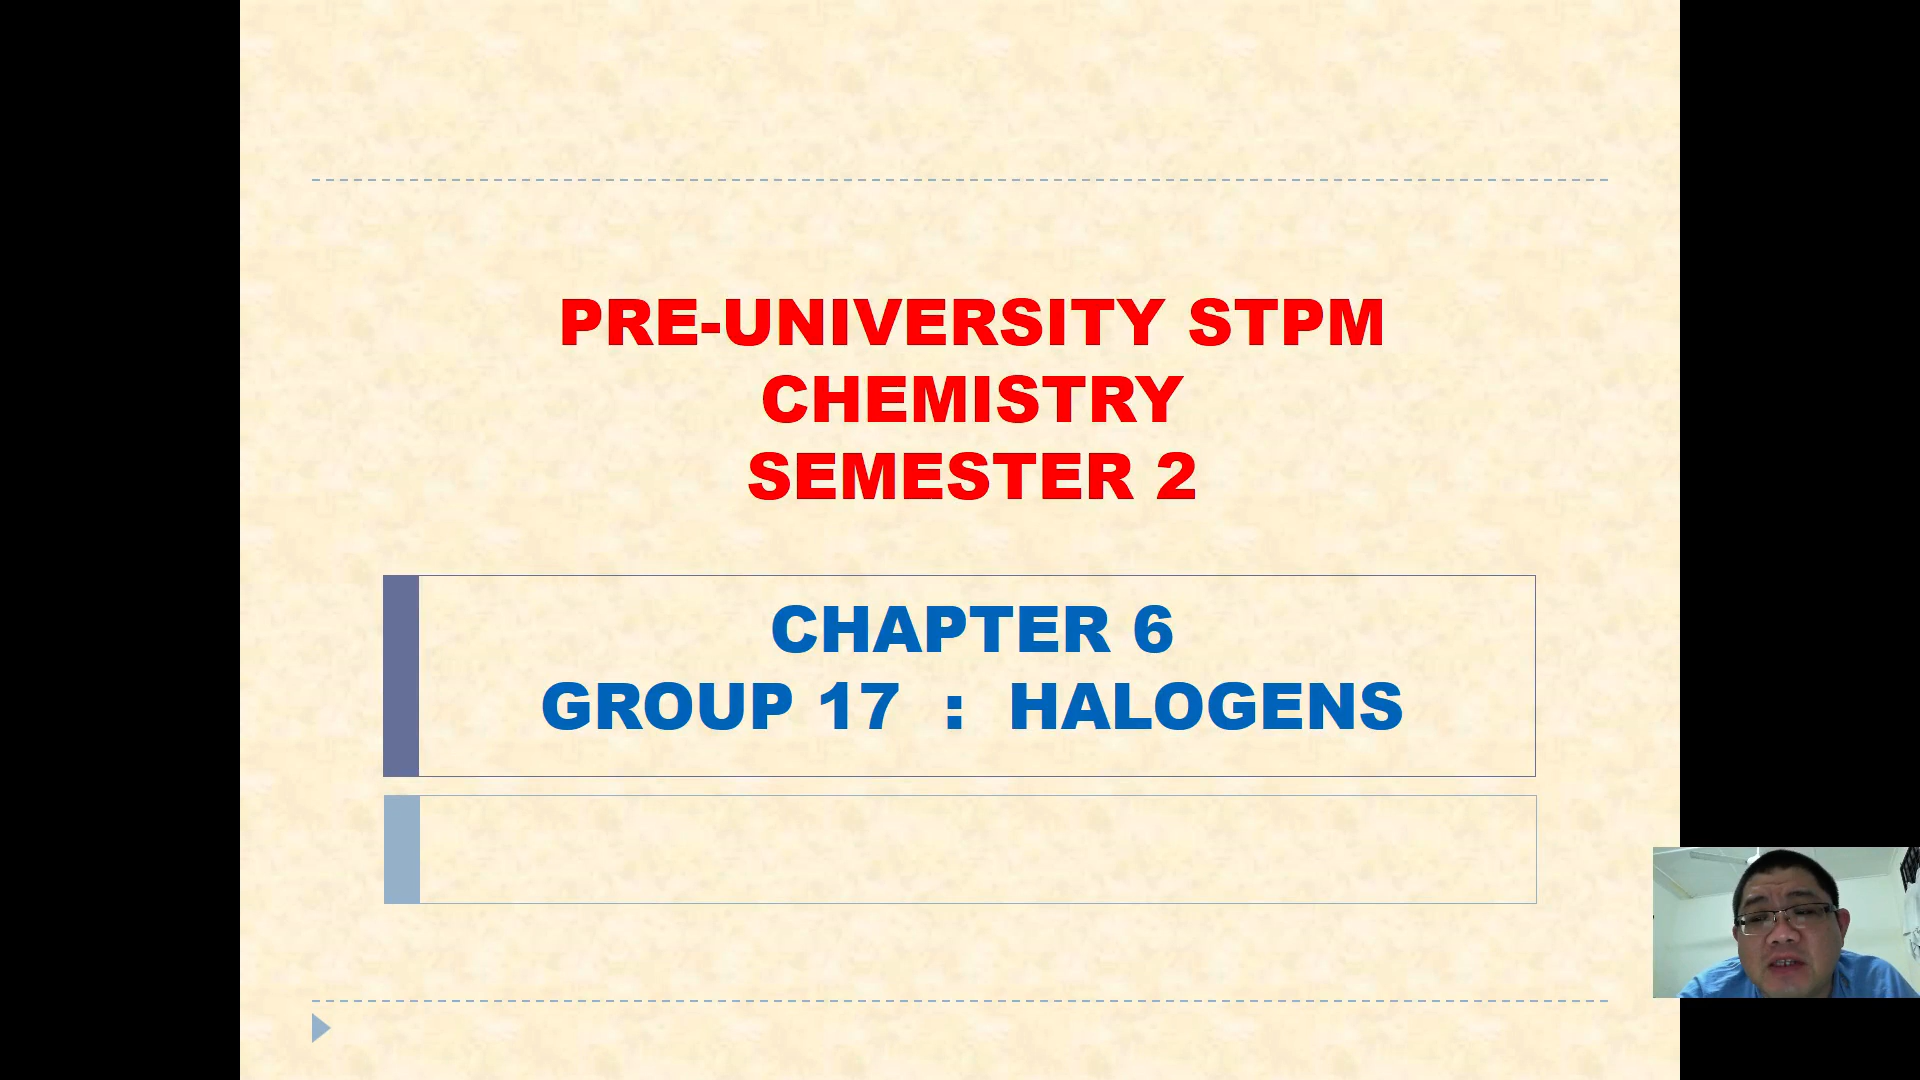 PRE-UNIVERSITY STPM
CHEMISTRY
SEMESTER 2
CHAPTER 6
GROUP 17 : HALOGENS